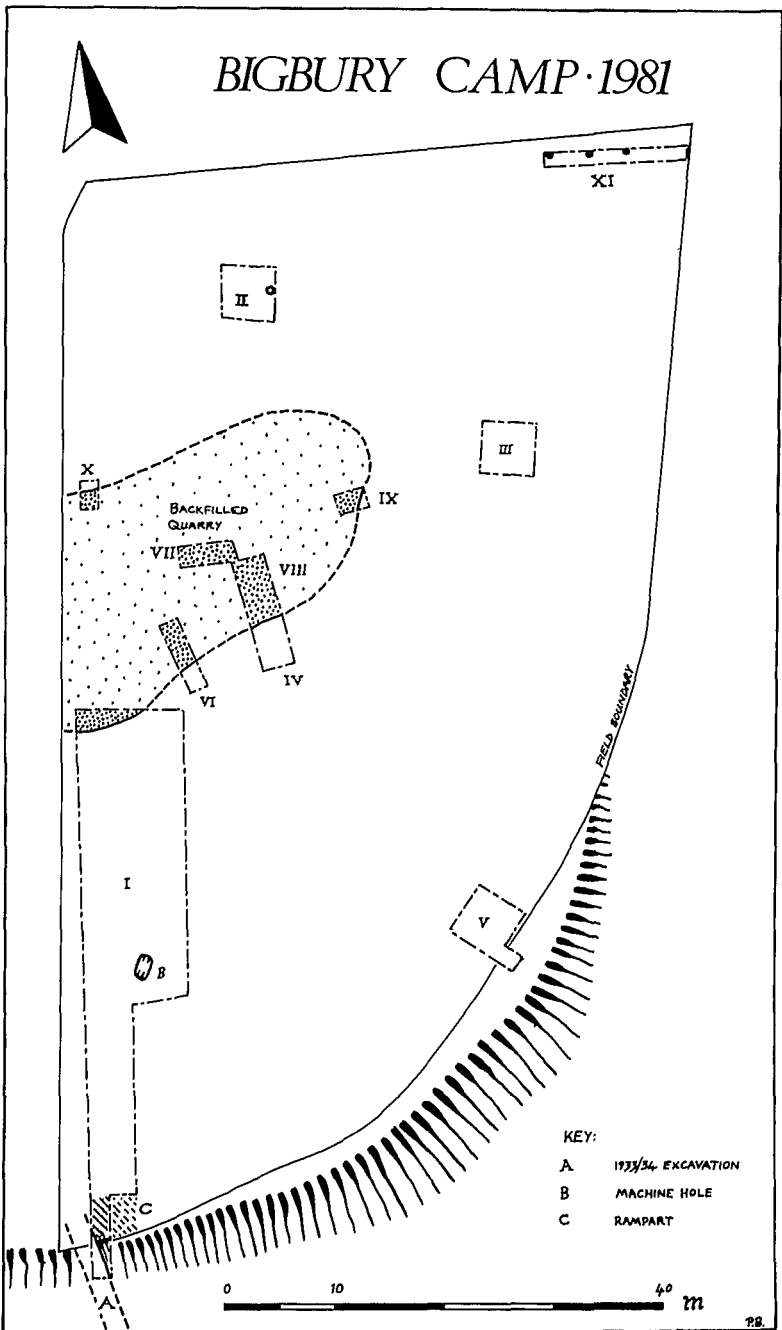 BIGBURY CAMP·1981
XI
II
III
X
IX
BACKFILLED
QUARRY
VII
VIII
IV
VI
FIELD BOUNDARY
I
V
B
KEY:
A 1933/34 EXCAVATION
B MACHINE HOLE
C RAMPART
C
A
0 10 40 m
P.B.